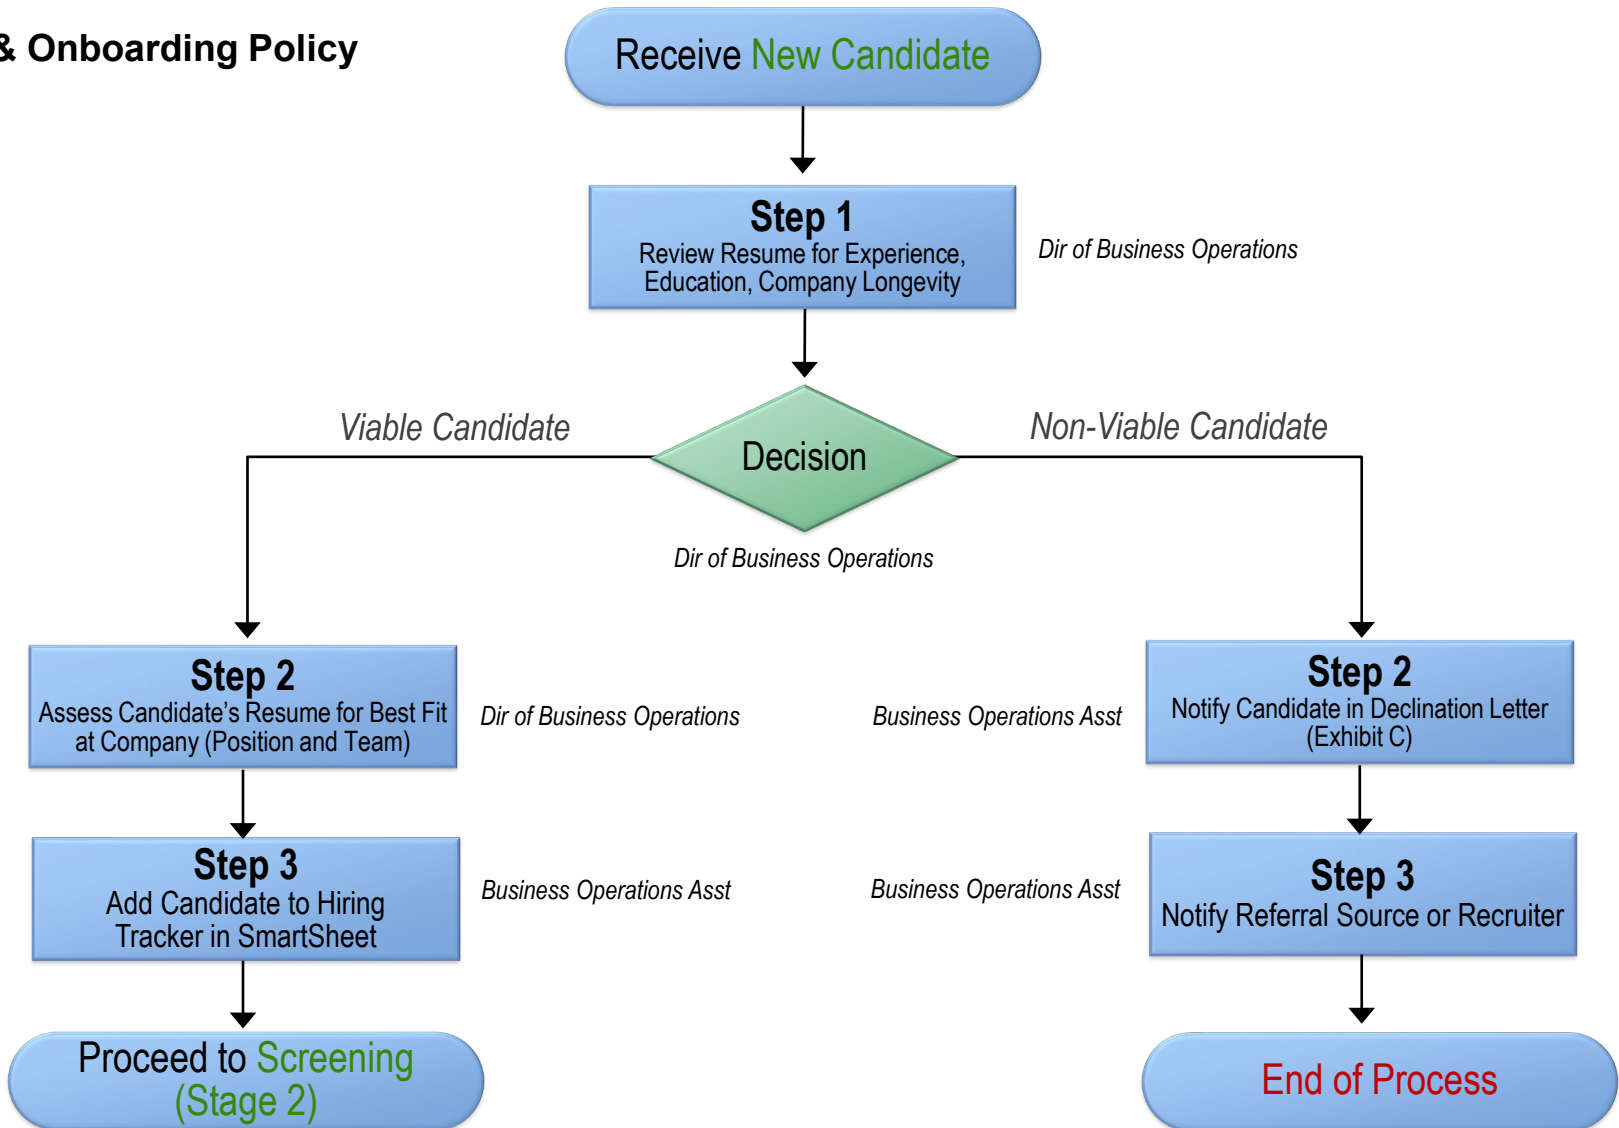 & Onboarding Policy
Receive New Candidate
Step 1
Review Resume for Experience,
Education, Company Longevity
Dir of Business Operations
Viable Candidate
Decision
Non-Viable Candidate
Dir of Business Operations
Step 2
Assess Candidate’s Resume for Best Fit
at Company (Position and Team)
Dir of Business Operations
Business Operations Asst
Step 2
Notify Candidate in Declination Letter
(Exhibit C)
Step 3
Add Candidate to Hiring
Tracker in SmartSheet
Business Operations Asst
Business Operations Asst
Step 3
Notify Referral Source or Recruiter
Proceed to Screening
(Stage 2)
End of Process